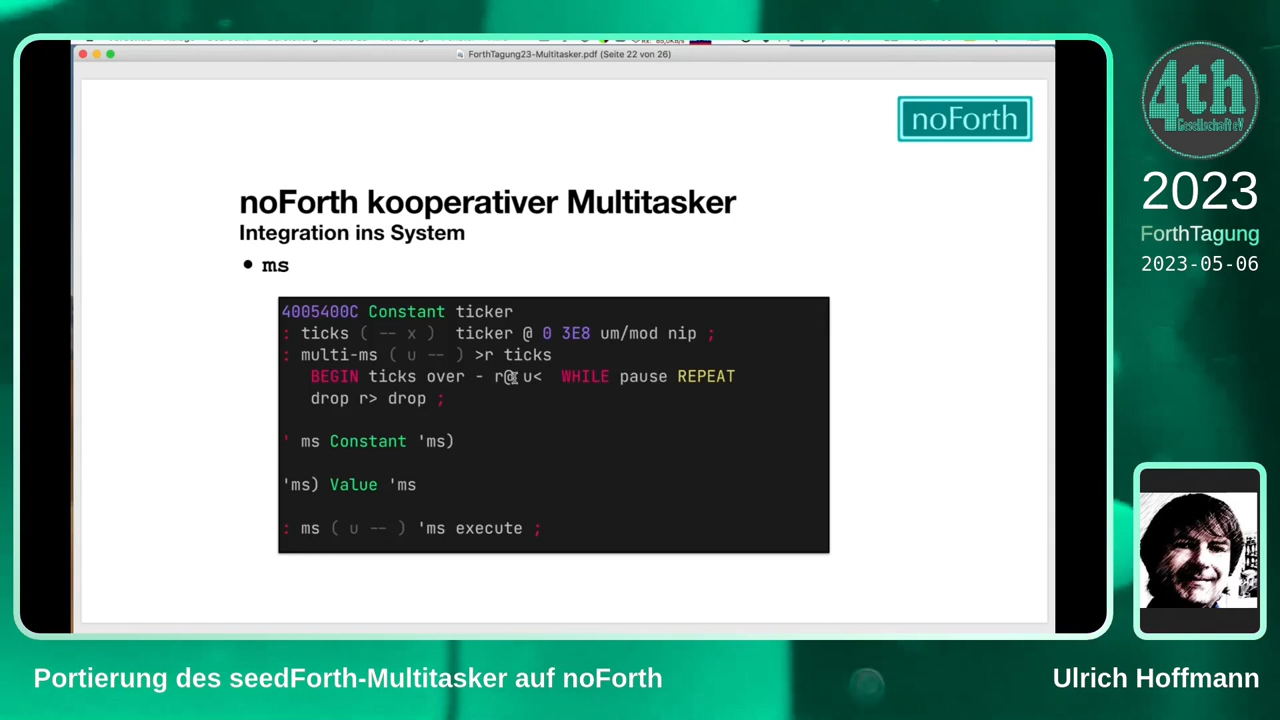 ForthTagung23-Multitasker.pdf (Seite 22 von 26)
noForth
noForth kooperativer Multitasker
Integration ins System
• ms
4005400C Constant ticker
: ticks ( -- x )  ticker @ 0 3E8 um/mod nip ;
: multi-ms ( u -- ) >r ticks
BEGIN ticks over - r@ u<  WHILE pause REPEAT
drop r> drop ;
' ms Constant 'ms)
'ms) Value 'ms
: ms ( u -- ) 'ms execute ;
4th
Gesellschaft eV
2023
ForthTagung
2023-05-06
Portierung des seedForth-Multitasker auf noForth
Ulrich Hoffmann